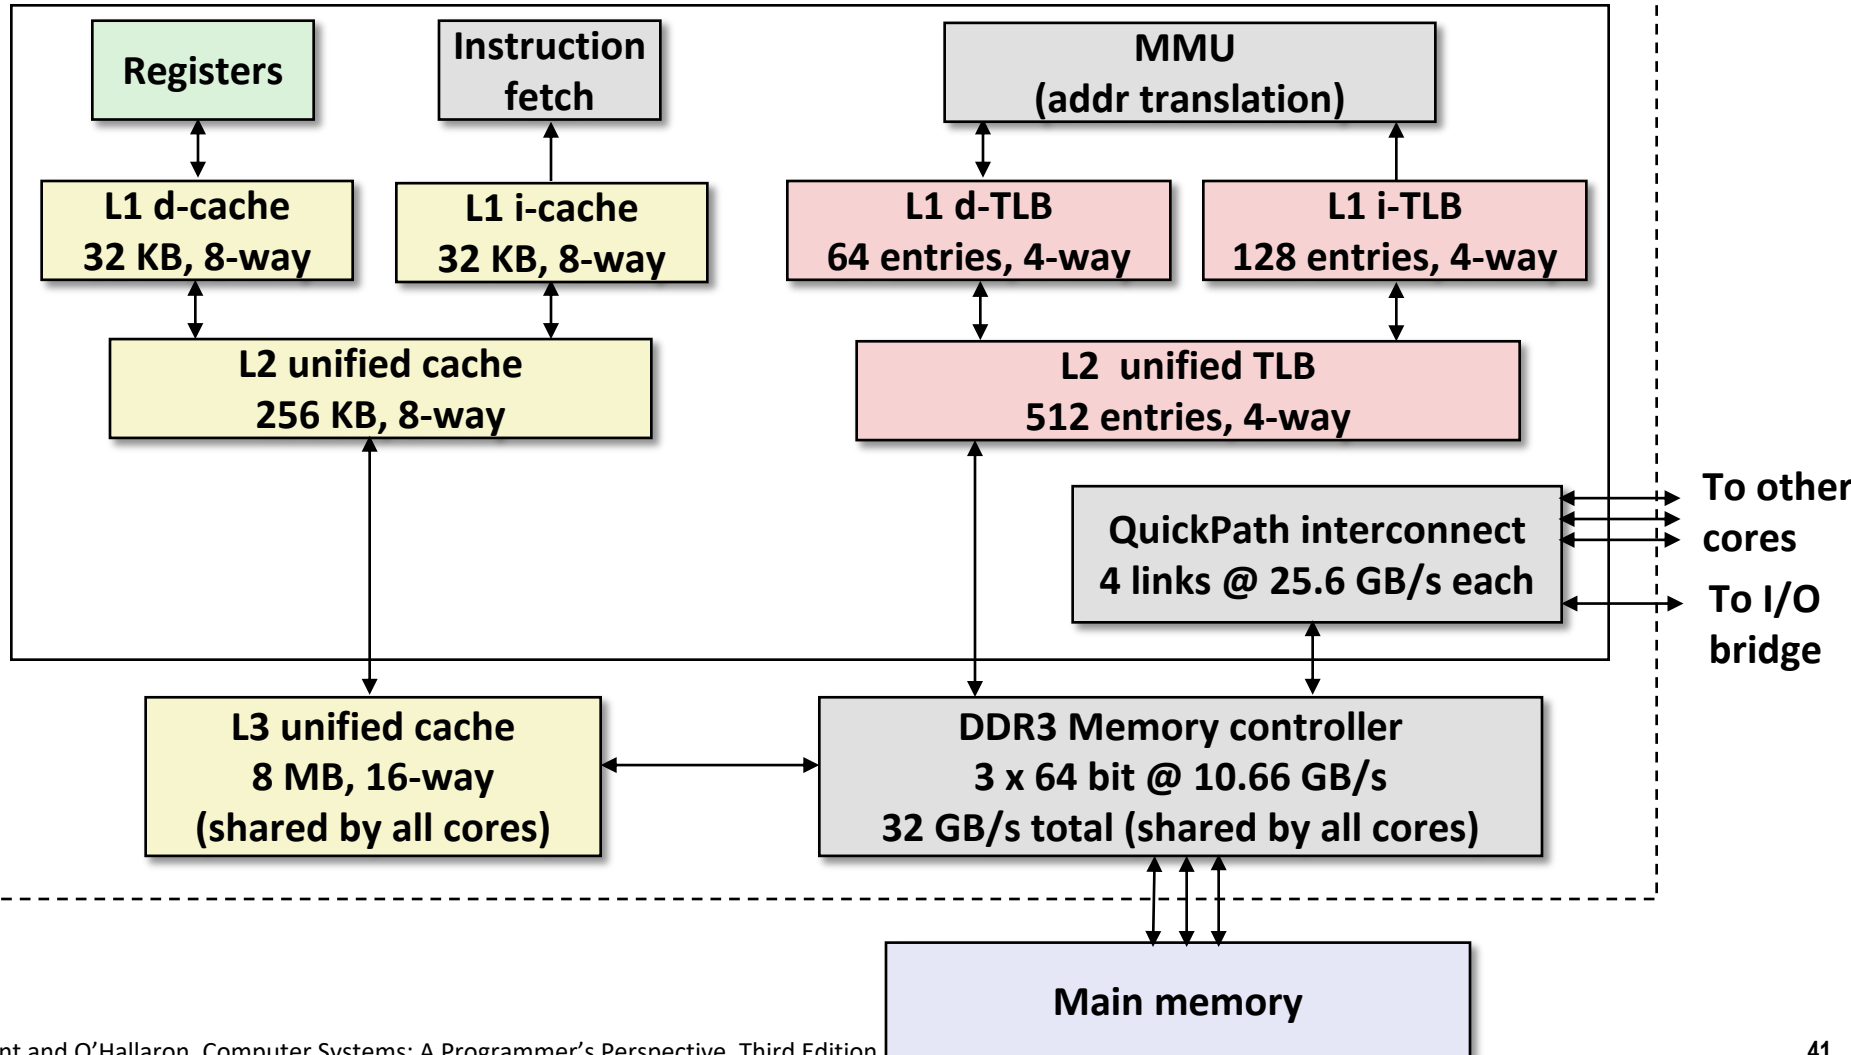 Registers
Instruction
fetch
MMU
(addr translation)
L1 d-cache
32 KB, 8-way
L1 i-cache
32 KB, 8-way
L1 d-TLB
64 entries, 4-way
L1 i-TLB
128 entries, 4-way
L2 unified cache
256 KB, 8-way
L2  unified TLB
512 entries, 4-way
QuickPath interconnect
4 links @ 25.6 GB/s each
To other
cores
To I/O
bridge
L3 unified cache
8 MB, 16-way
(shared by all cores)
DDR3 Memory controller
3 x 64 bit @ 10.66 GB/s
32 GB/s total (shared by all cores)
Main memory
nt and O'Hallaron, Computer Systems: A Programmer's Perspective, Third Edition
41